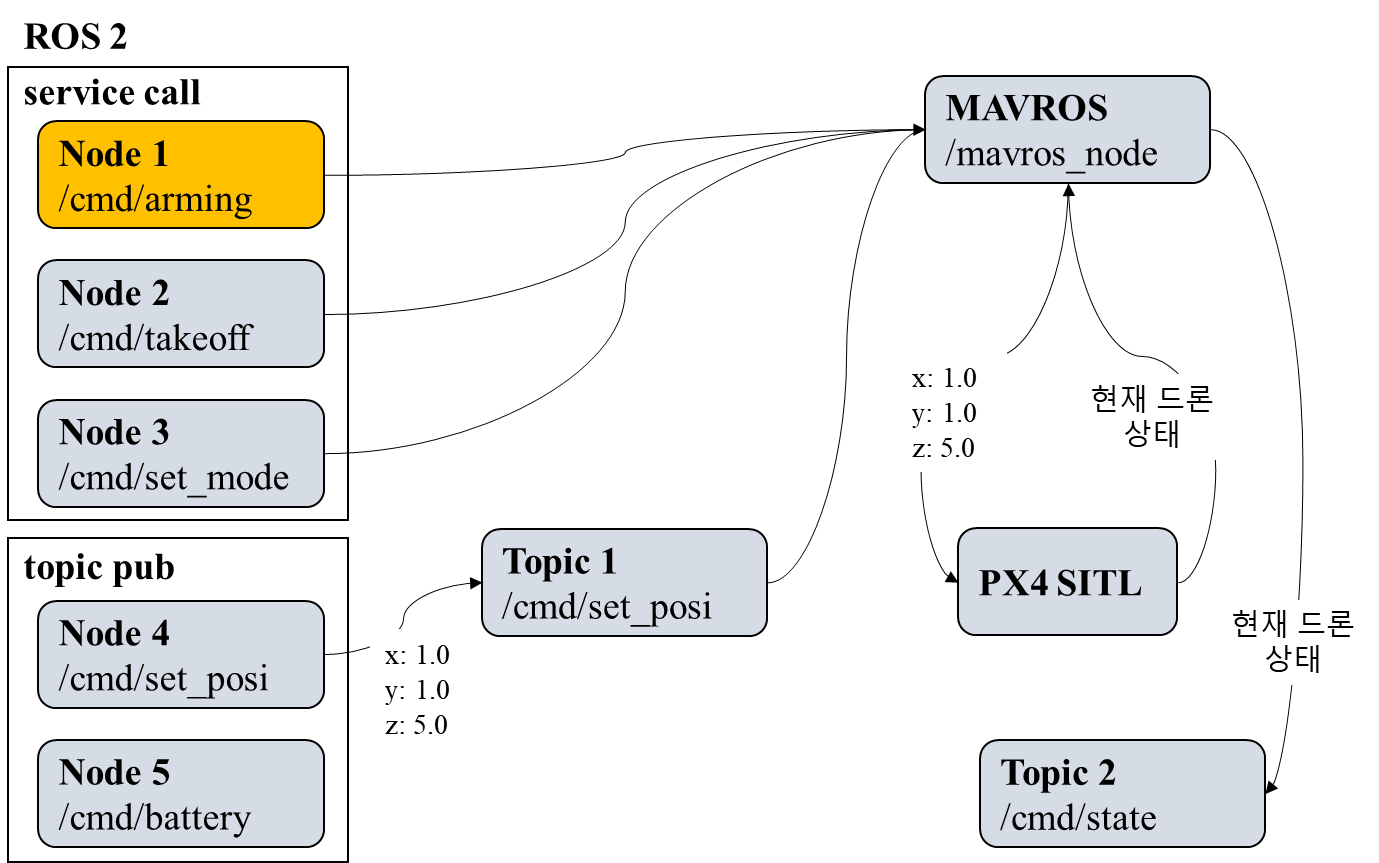 ROS 2
service call
Node 1
/cmd/arming
Node 2
/cmd/takeoff
Node 3
/cmd/set_mode
topic pub
Node 4
/cmd/set_posi
Node 5
/cmd/battery
x: 1.0
y: 1.0
z: 5.0
Topic 1
/cmd/set_posi
MAVROS
/mavros_node
x: 1.0
y: 1.0
z: 5.0
현재 드론
상태
PX4 SITL
현재 드론
상태
Topic 2
/cmd/state